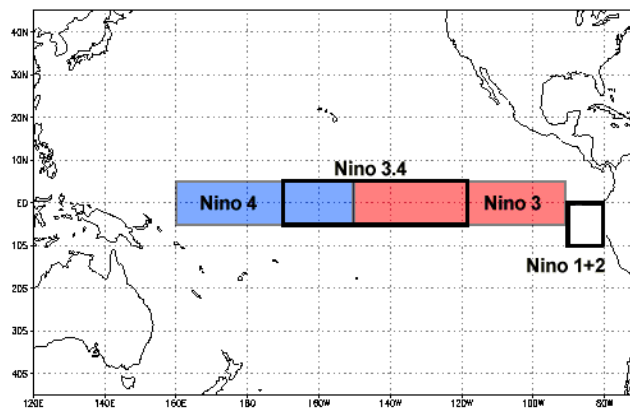 40N
30N
20N
10N
Nino 3.4
Nino 4
Nino 3
EQ
10S
Nino 1+2
20S
30S
40S
120E
140E
160E
180
160W
140W
120W
100W
80W